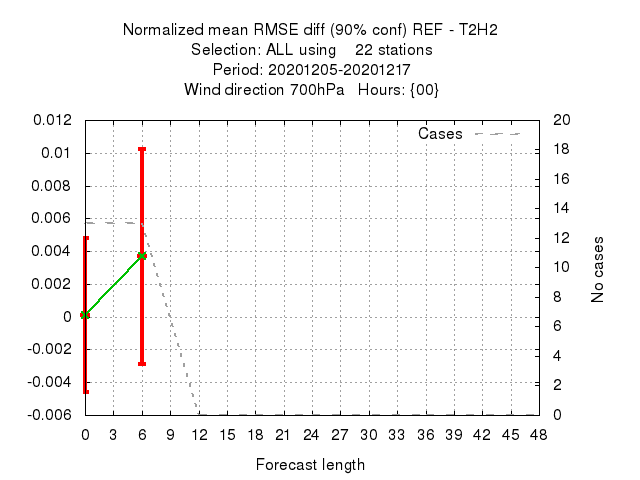 Normalized mean RMSE diff (90% conf) REF - T2H2
Selection: ALL using    22 stations
Period: 20201205-20201217
Wind direction 700hPa   Hours: {00}
0.012
0.01
0.008
0.006
0.004
0.002
0
-0.002
-0.004
-0.006
Cases
20
18
16
14
12
10
8
6
4
2
0
No cases
0 3 6 9 12 15 18 21 24 27 30 33 36 39 42 45 48
Forecast length